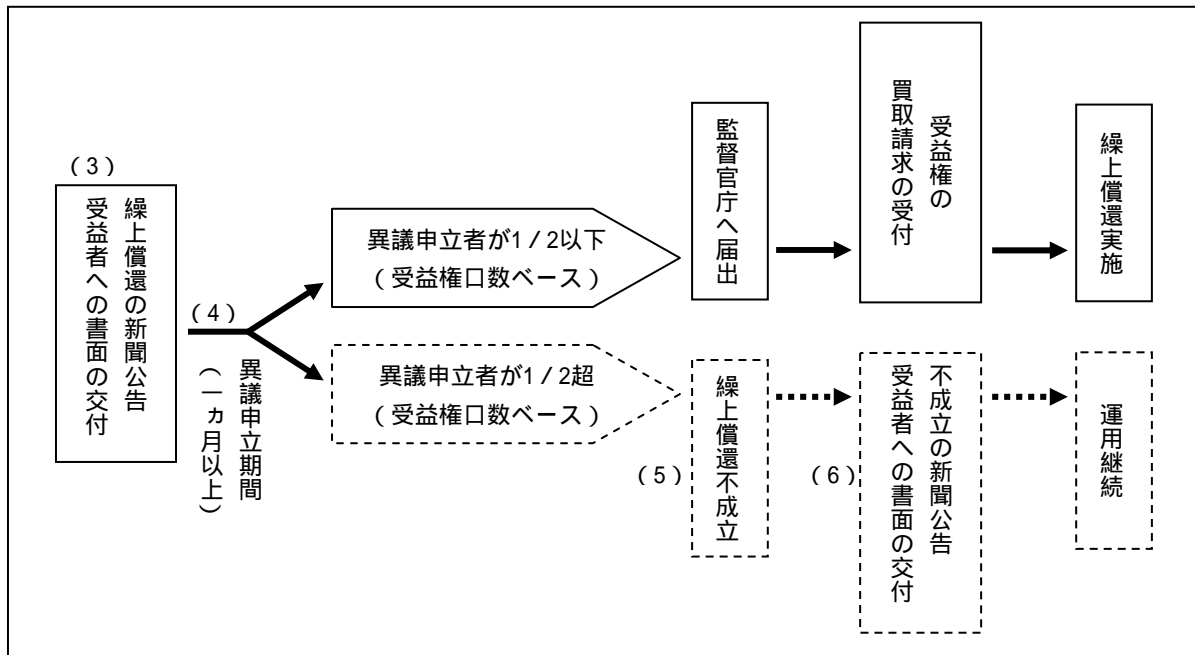 （３）
繰上償還の新聞公告
受益者への書面の交付
（４）
異議申立期間
（一ヵ月以上）
異議申立者が1／2以下
（受益権口数ベース）
監督官庁へ届出
受益権の
買取請求の受付
繰上償還実施
異議申立者が1／2超
（受益権口数ベース）
（５）
繰上償還不成立
（６）
不成立の新聞公告
受益者への書面の交付
運用継続